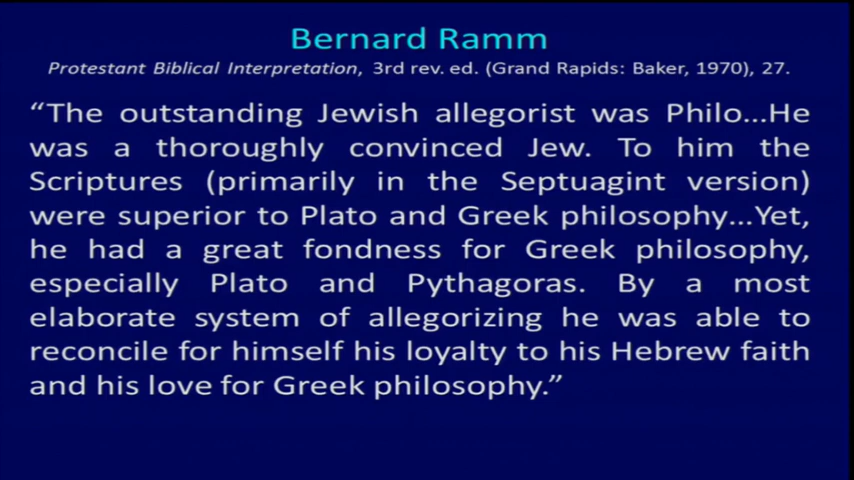 Bernard Ramm
Protestant Biblical Interpretation, 3rd rev. ed. (Grand Rapids: Baker, 1970), 27.
“The outstanding Jewish allegorist was Philo...He
was a thoroughly convinced Jew. To him the
Scriptures (primarily in the Septuagint version)
were superior to Plato and Greek philosophy...Yet,
he had a great fondness for Greek philosophy,
especially Plato and Pythagoras. By a most
elaborate system of allegorizing he was able to
reconcile for himself his loyalty to his Hebrew faith
and his love for Greek philosophy.”